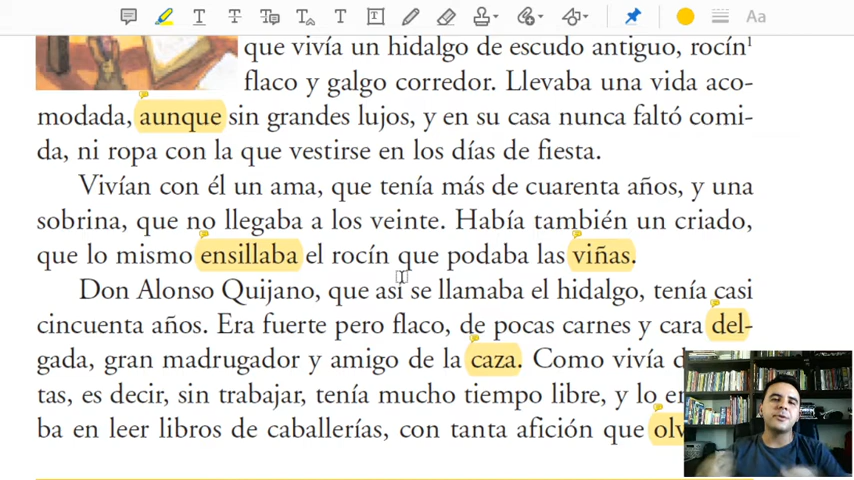 Aa
que vivía un hidalgo de escudo antiguo, rocín¹
flaco y galgo corredor. Llevaba una vida aco-
modada, aunque sin grandes lujos, y en su casa nunca faltó comi-
da, ni ropa con la que vestirse en los días de fiesta.
Vivían con él un ama, que tenía más de cuarenta años, y una
sobrina, que no llegaba a los veinte. Había también un criado,
que lo mismo ensillaba el rocín que podaba las viñas.
Don Alonso Quijano, que así se llamaba el hidalgo, tenía casi
cincuenta años. Era fuerte pero flaco, de pocas carnes y cara del-
gada, gran madrugador y amigo de la caza. Como vivía
tas, es decir, sin trabajar, tenía mucho tiempo libre, y lo
ba en leer libros de caballerías, con tanta afición que